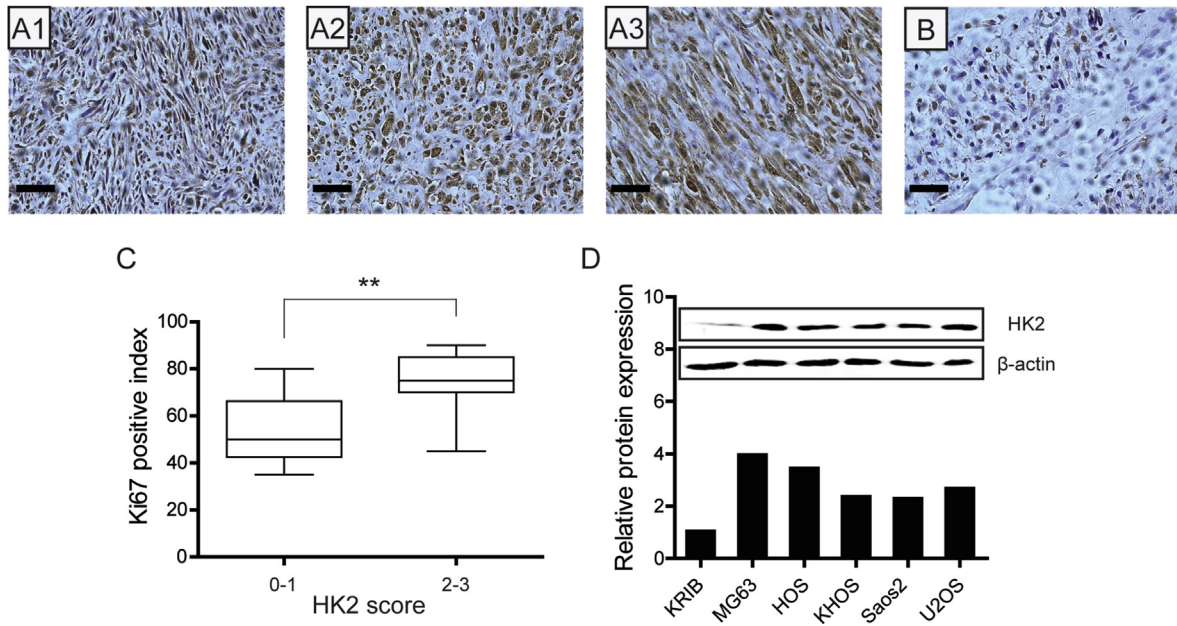 A1
A2
A3
B
C
**
100
80
60
40
20
0
Ki67 positive index
0-1
2-3
HK2 score
D
10
8
6
4
2
0
Relative protein expression
HK2
β-actin
KRIB
MG63
HOS
KHOS
Saos2
U2OS